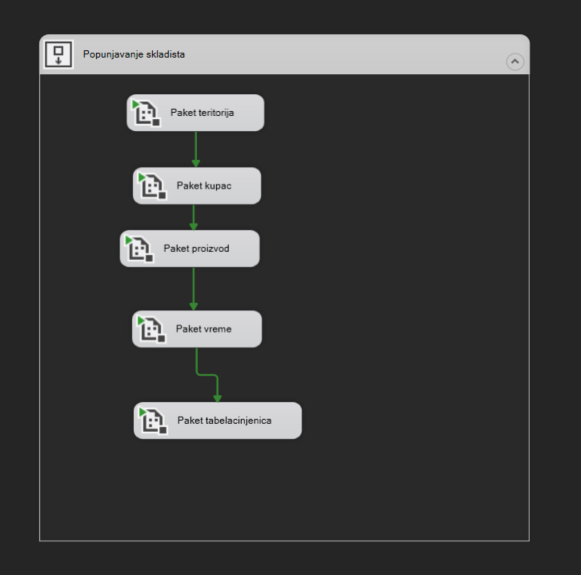 Popunjavanje skladista
Paket teritorija
Paket kupac
Paket proizvod
Paket vreme
Paket tabelacinjenica